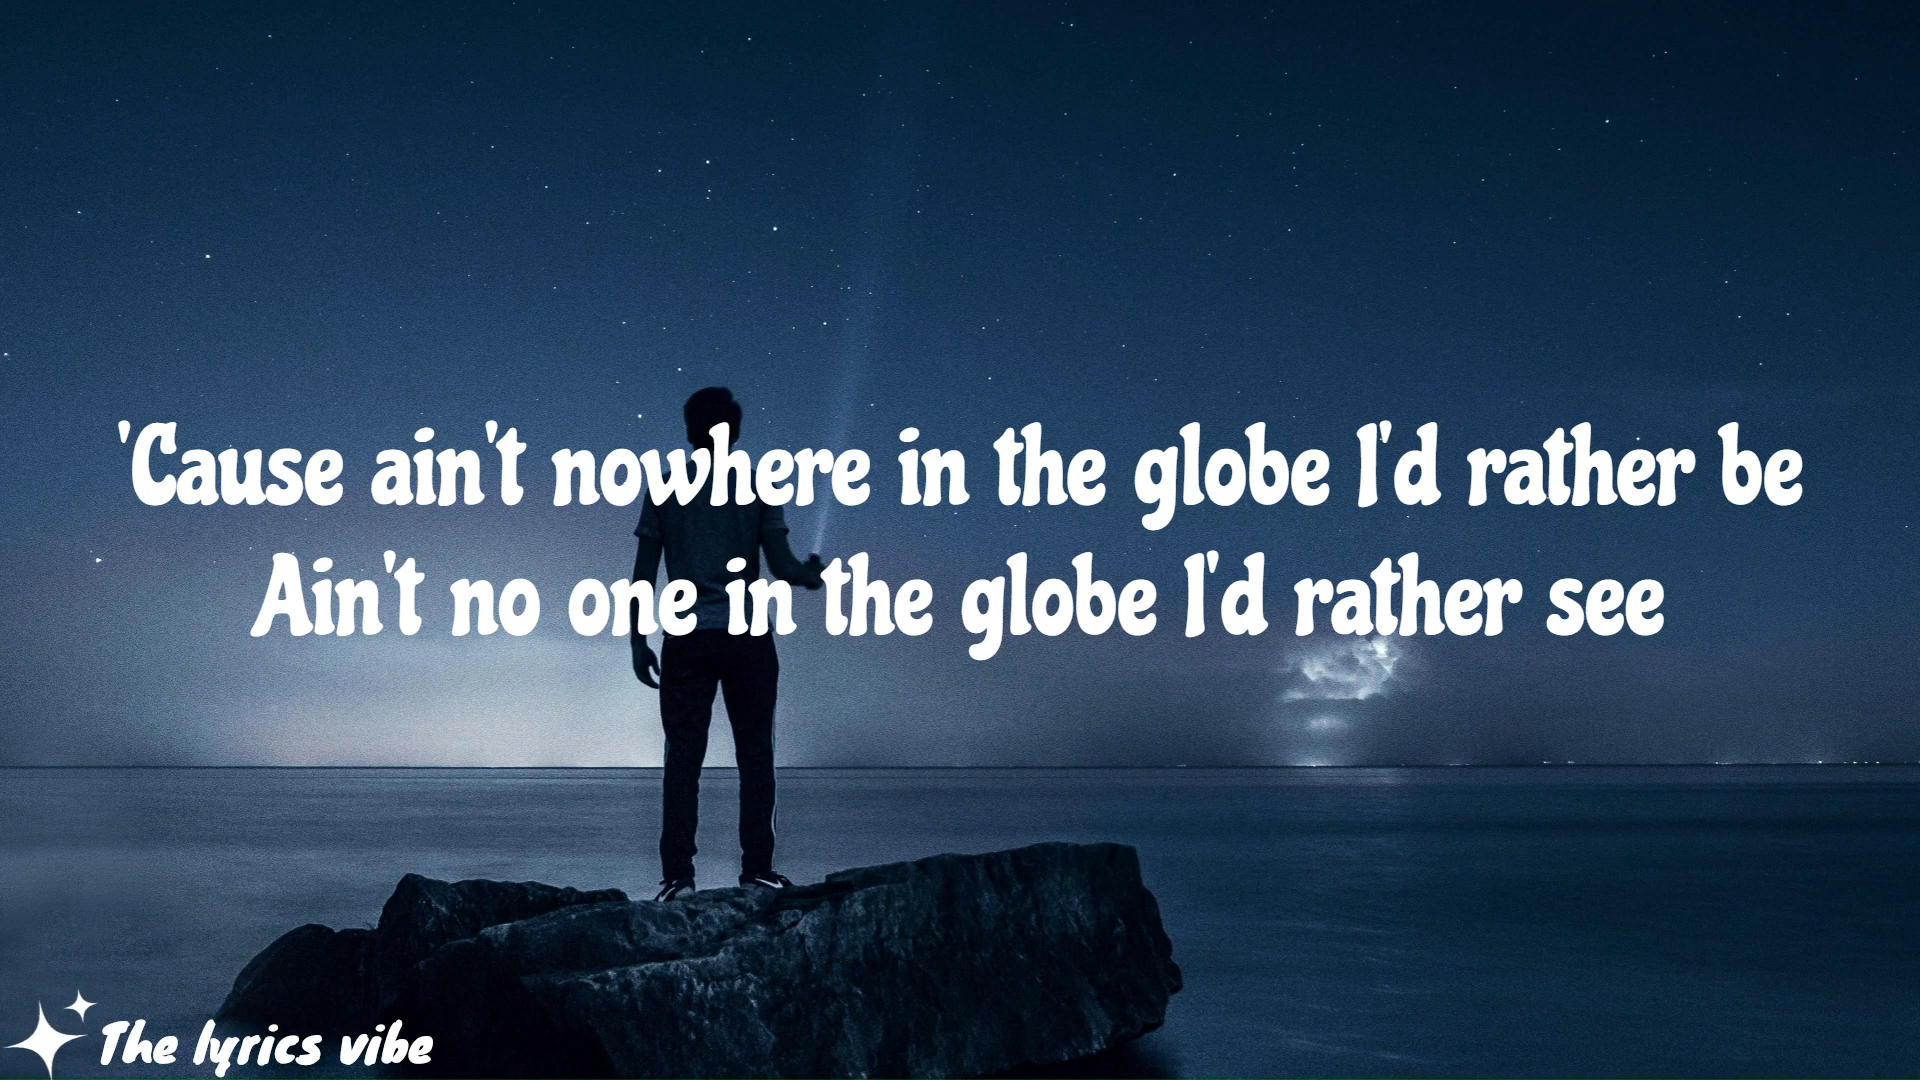 'Cause ain't nowhere in the globe I'd rather be
Ain't no one in the globe I'd rather see
The lyrics vibe